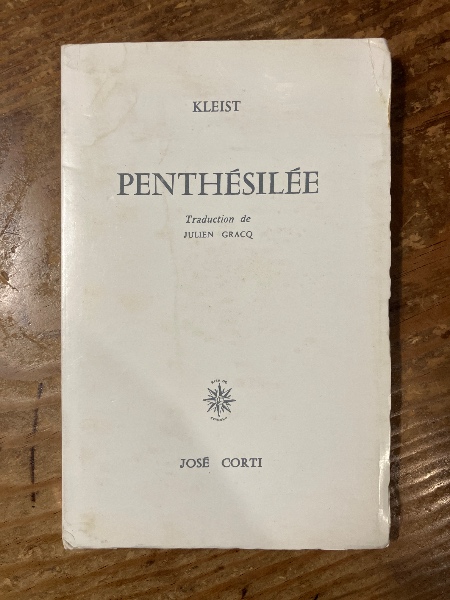 KLEIST
PENTHÉSILÉE
Traduction de
JULIEN GRACQ
JOSÉ CORTI